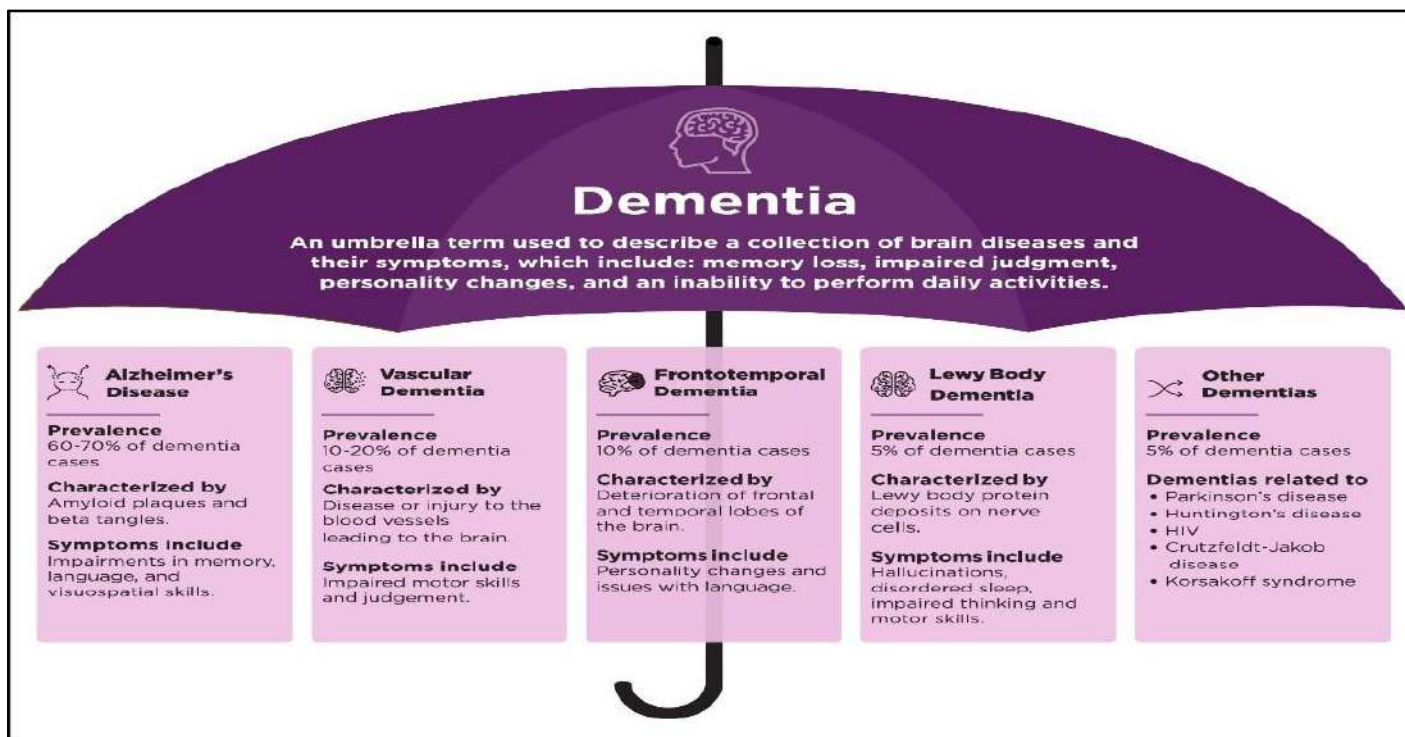 Dementia
An umbrella term used to describe a collection of brain diseases and
their symptoms, which include: memory loss, impaired judgment,
personality changes, and an inability to perform daily activities.
Alzheimer's
Disease
Prevalence
60-70% of dementia
cases
Characterized by
Amyloid plaques and
beta tangles.
Symptoms Include
Impairments in memory,
language, and
visuospatial skills.
Vascular
Dementia
Prevalence
10-20% of dementia
cases
Characterized by
Disease or injury to the
blood vessels
leading to the brain.
Symptoms include
Impaired motor skills
and judgement.
Frontotemporal
Dementia
Prevalence
10% of dementia cases
Characterized by
Deterioration of frontal
and temporal lobes of
the brain.
Symptoms include
Personality changes and
issues with language.
Lewy Body
Dementia
Prevalence
5% of dementia cases
Characterized by
Lewy body protein
deposits on nerve
cells.
Symptoms include
Hallucinations,
disordered sleep,
impaired thinking and
motor skills.
Other
Dementias
Prevalence
5% of dementia cases
Dementias related to
• Parkinson's disease
• Huntington's disease
• HIV
• Crutzfeldt-Jakob
disease
• Korsakoff syndrome